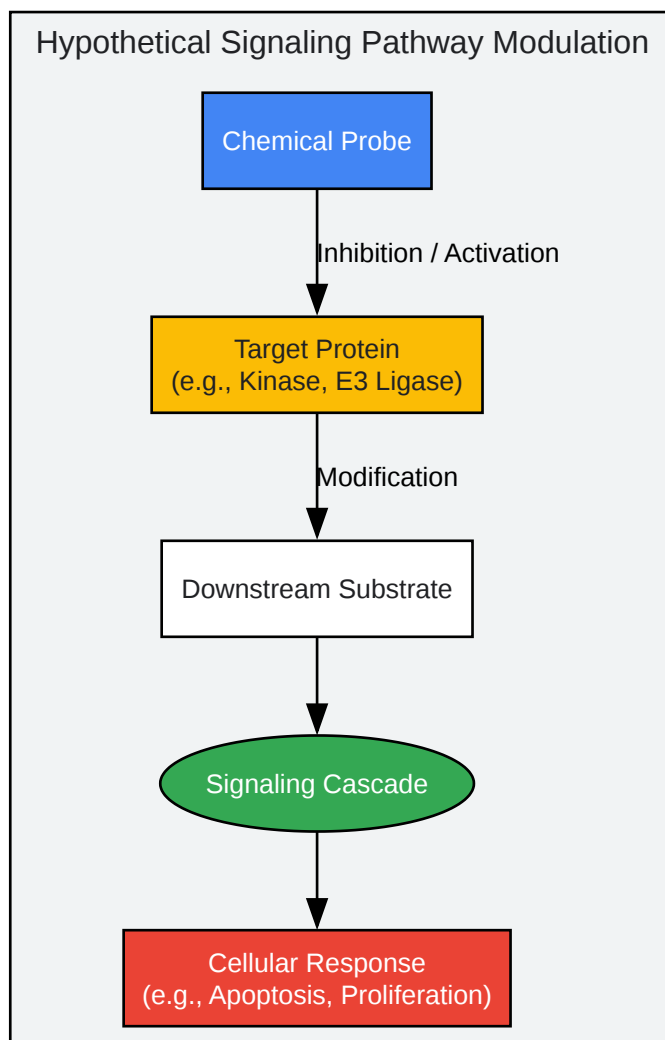 Hypothetical Signaling Pathway Modulation
Chemical Probe
Inhibition / Activation
Target Protein
(e.g., Kinase, E3 Ligase)
Modification
Downstream Substrate
Signaling Cascade
Cellular Response
(e.g., Apoptosis, Proliferation)